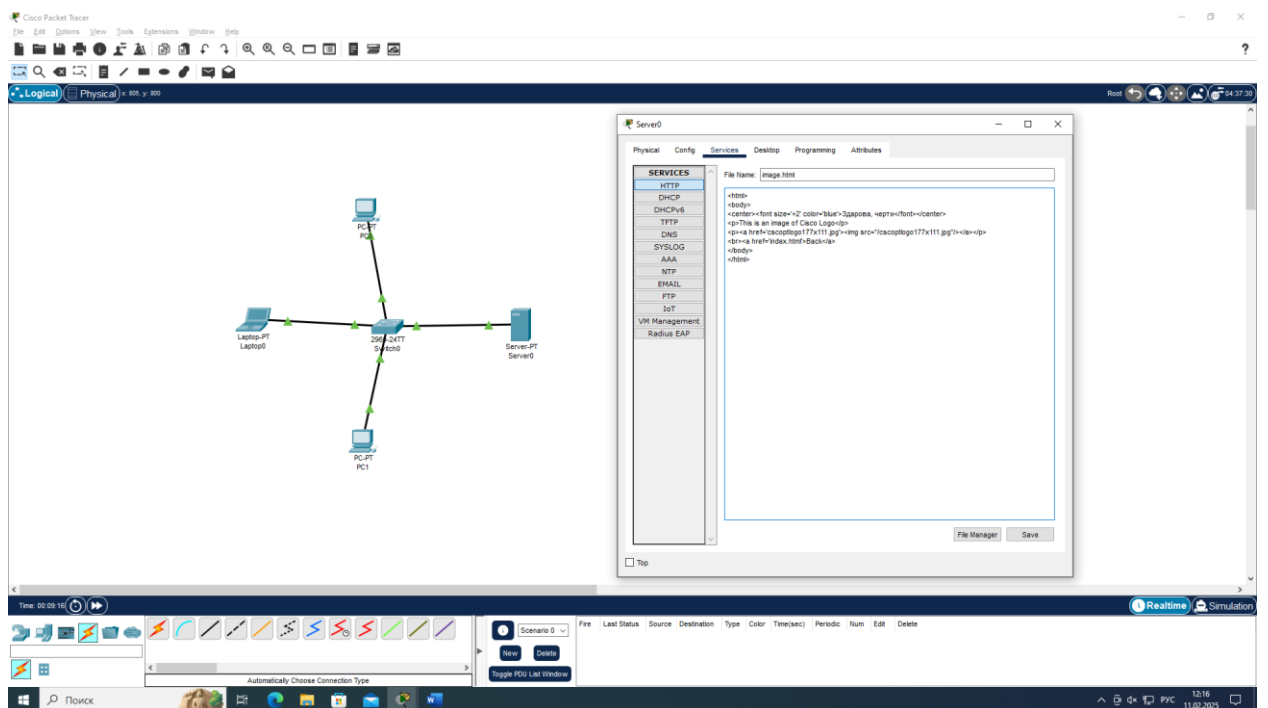 Cisco Packet Tracer
File Edit Options View Tools Extensions Window Help
?
Logical Physical x: 805, y: 800
Root 04:37:30
Server0
Physical Config Services Desktop Programming Attributes
SERVICES
HTTP
DHCP
DHCPv6
TFTP
DNS
SYSLOG
AAA
NTP
EMAIL
FTP
IoT
VM Management
Radius EAP
File Name: image.html
<html>
<body>
<center><font size='+2' color='blue'>Здарова, черти</font></center>
<p>This is an image of Cisco Logo</p>
<p><a href='cscoptlogo177x111.jpg'><img src="/cscoptlogo177x111.jpg"/></a></p>
<br><a href='index.html'>Back</a>
</body>
</html>
File Manager Save
Top
PC-PT
Laptop-PT
Laptop0
2960-24TT
Switch0
Server-PT
Server0
PC-PT
PC1
Time: 00:09:16
Realtime Simulation
Scenario 0
New Delete
Toggle PDU List Window
Fire Last Status Source Destination Type Color Time(sec) Periodic Num Edit Delete
Automatically Choose Connection Type
Поиск
РУС
12:16
11.02.2025